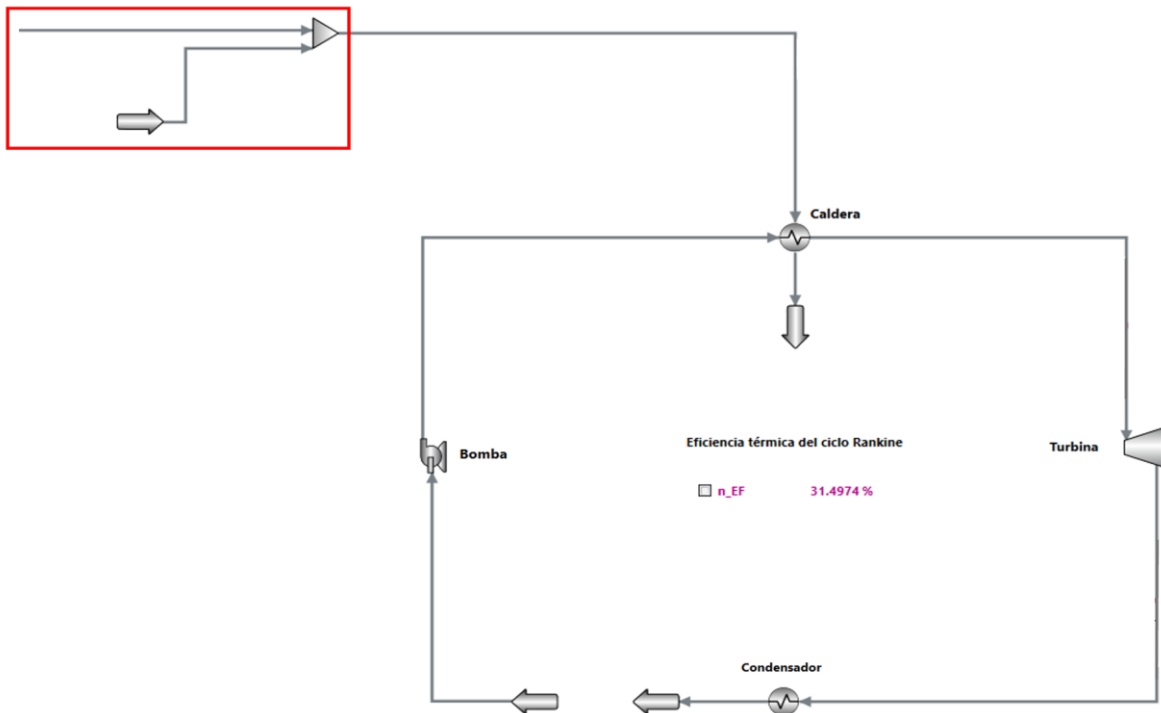 Caldera
Eficiencia térmica del ciclo Rankine
Turbina
Bomba
n_EF 31.4974 %
Condensador